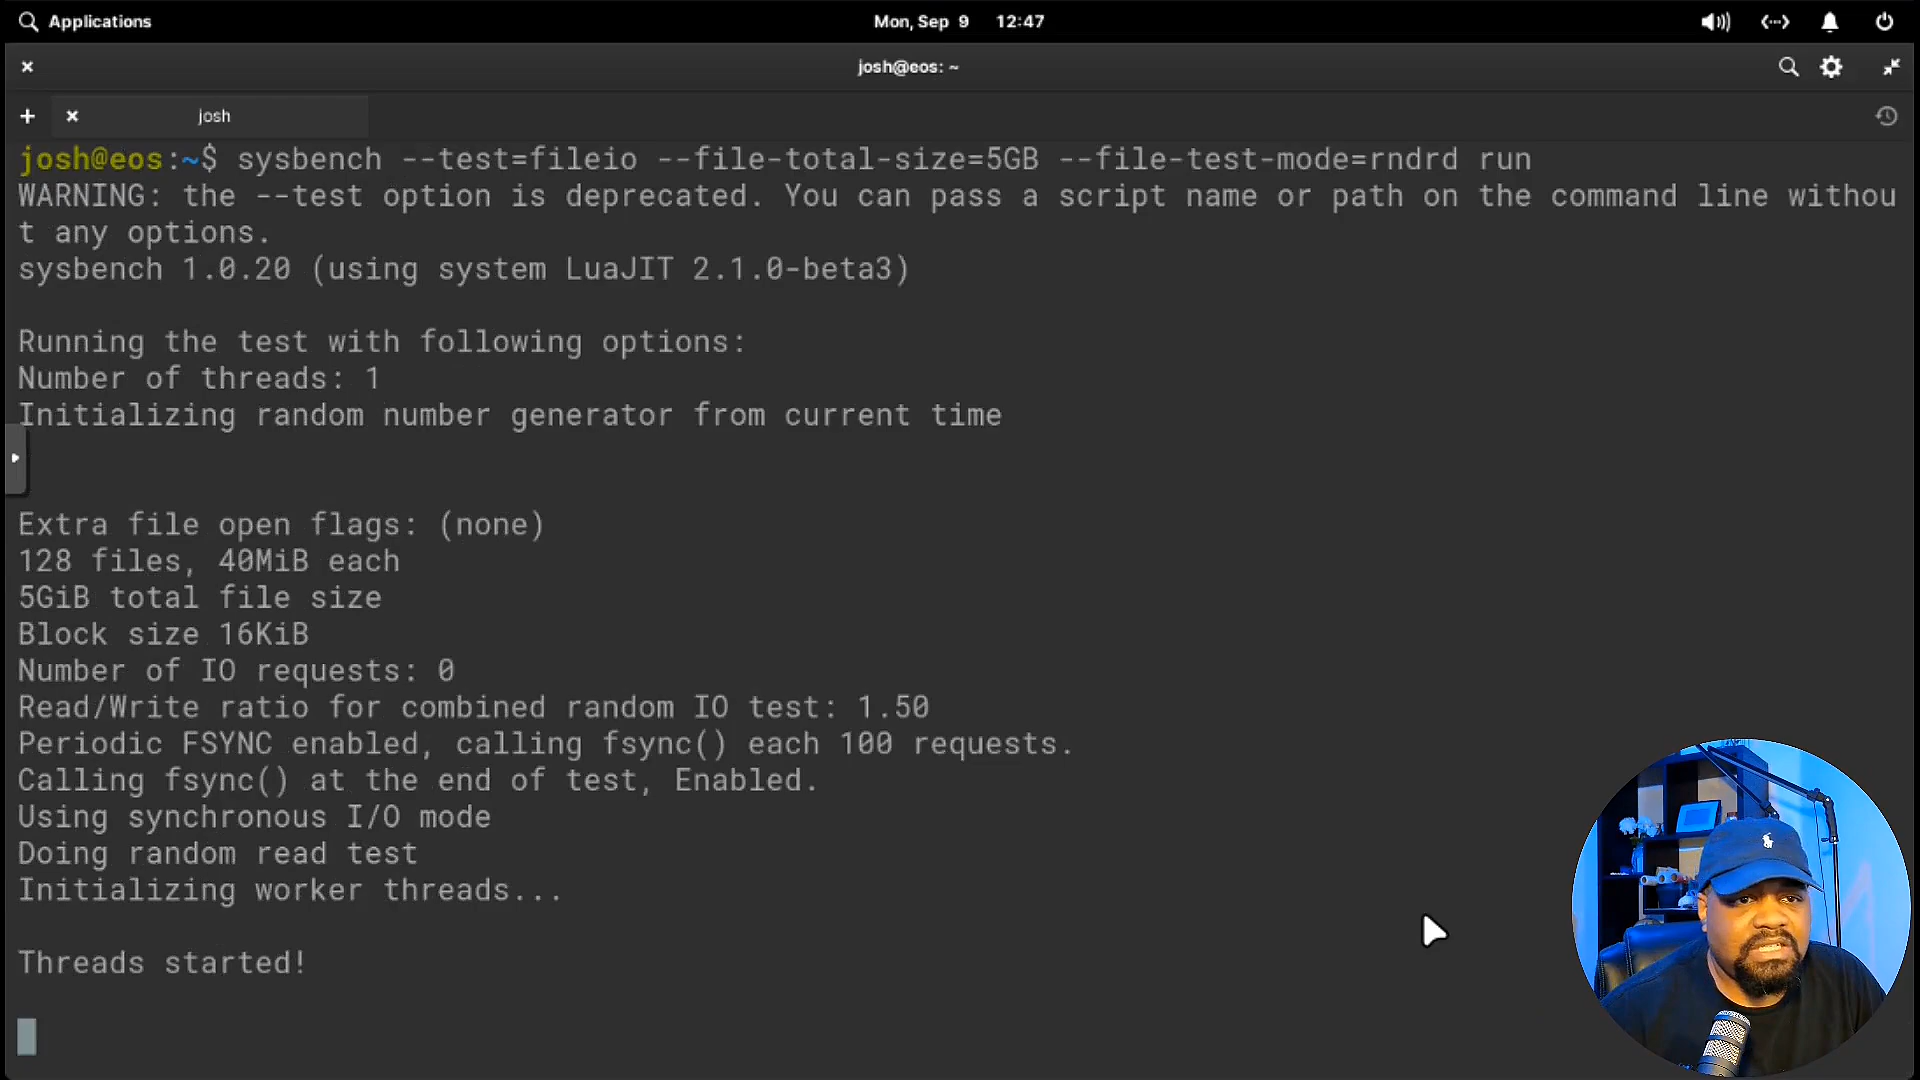 Applications
Mon, Sep 9 12:47
josh@eos: ~
josh
josh@eos:~$ sysbench --test=fileio --file-total-size=5GB --file-test-mode=rndrd run
WARNING: the --test option is deprecated. You can pass a script name or path on the command line withou
t any options.
sysbench 1.0.20 (using system LuaJIT 2.1.0-beta3)
Running the test with following options:
Number of threads: 1
Initializing random number generator from current time
Extra file open flags: (none)
128 files, 40MiB each
5GiB total file size
Block size 16KiB
Number of IO requests: 0
Read/Write ratio for combined random IO test: 1.50
Periodic FSYNC enabled, calling fsync() each 100 requests.
Calling fsync() at the end of test, Enabled.
Using synchronous I/O mode
Doing random read test
Initializing worker threads...
Threads started!